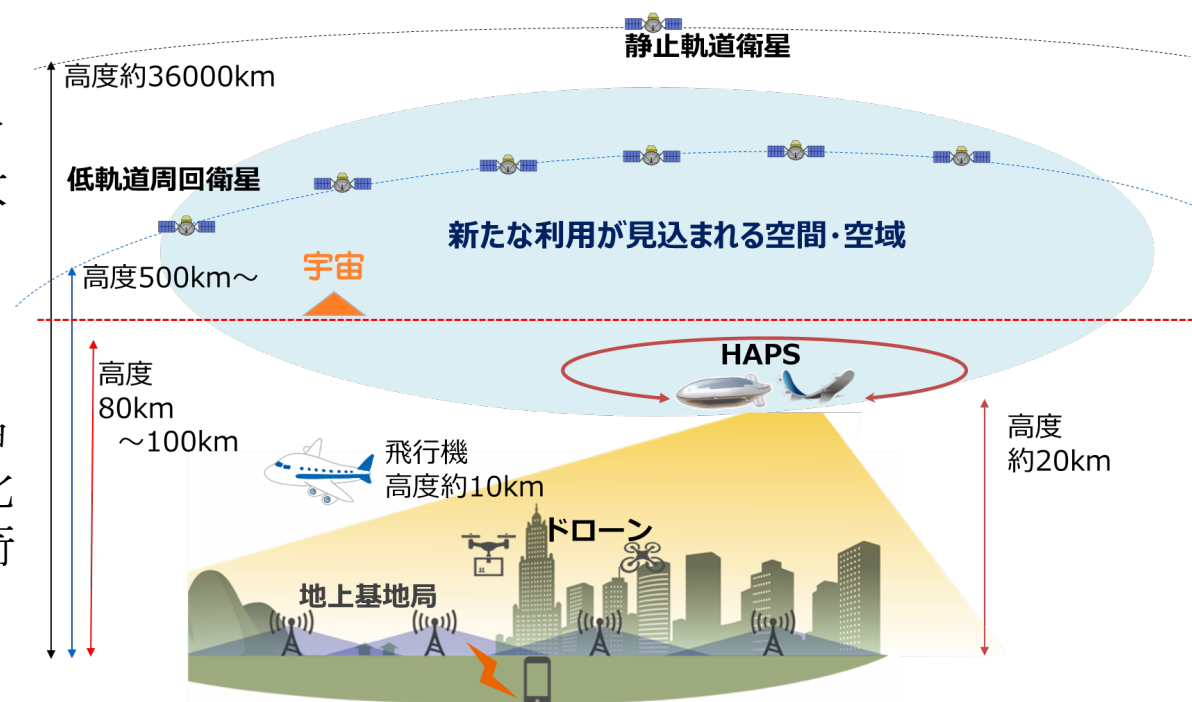 静止軌道衛星
高度約36000km
低軌道周回衛星
新たな利用が見込まれる空間･空域
宇宙
高度500km～
HAPS
高度
80km
～100km
高度
約20km
飛行機
高度約10km
ドローン
地上基地局